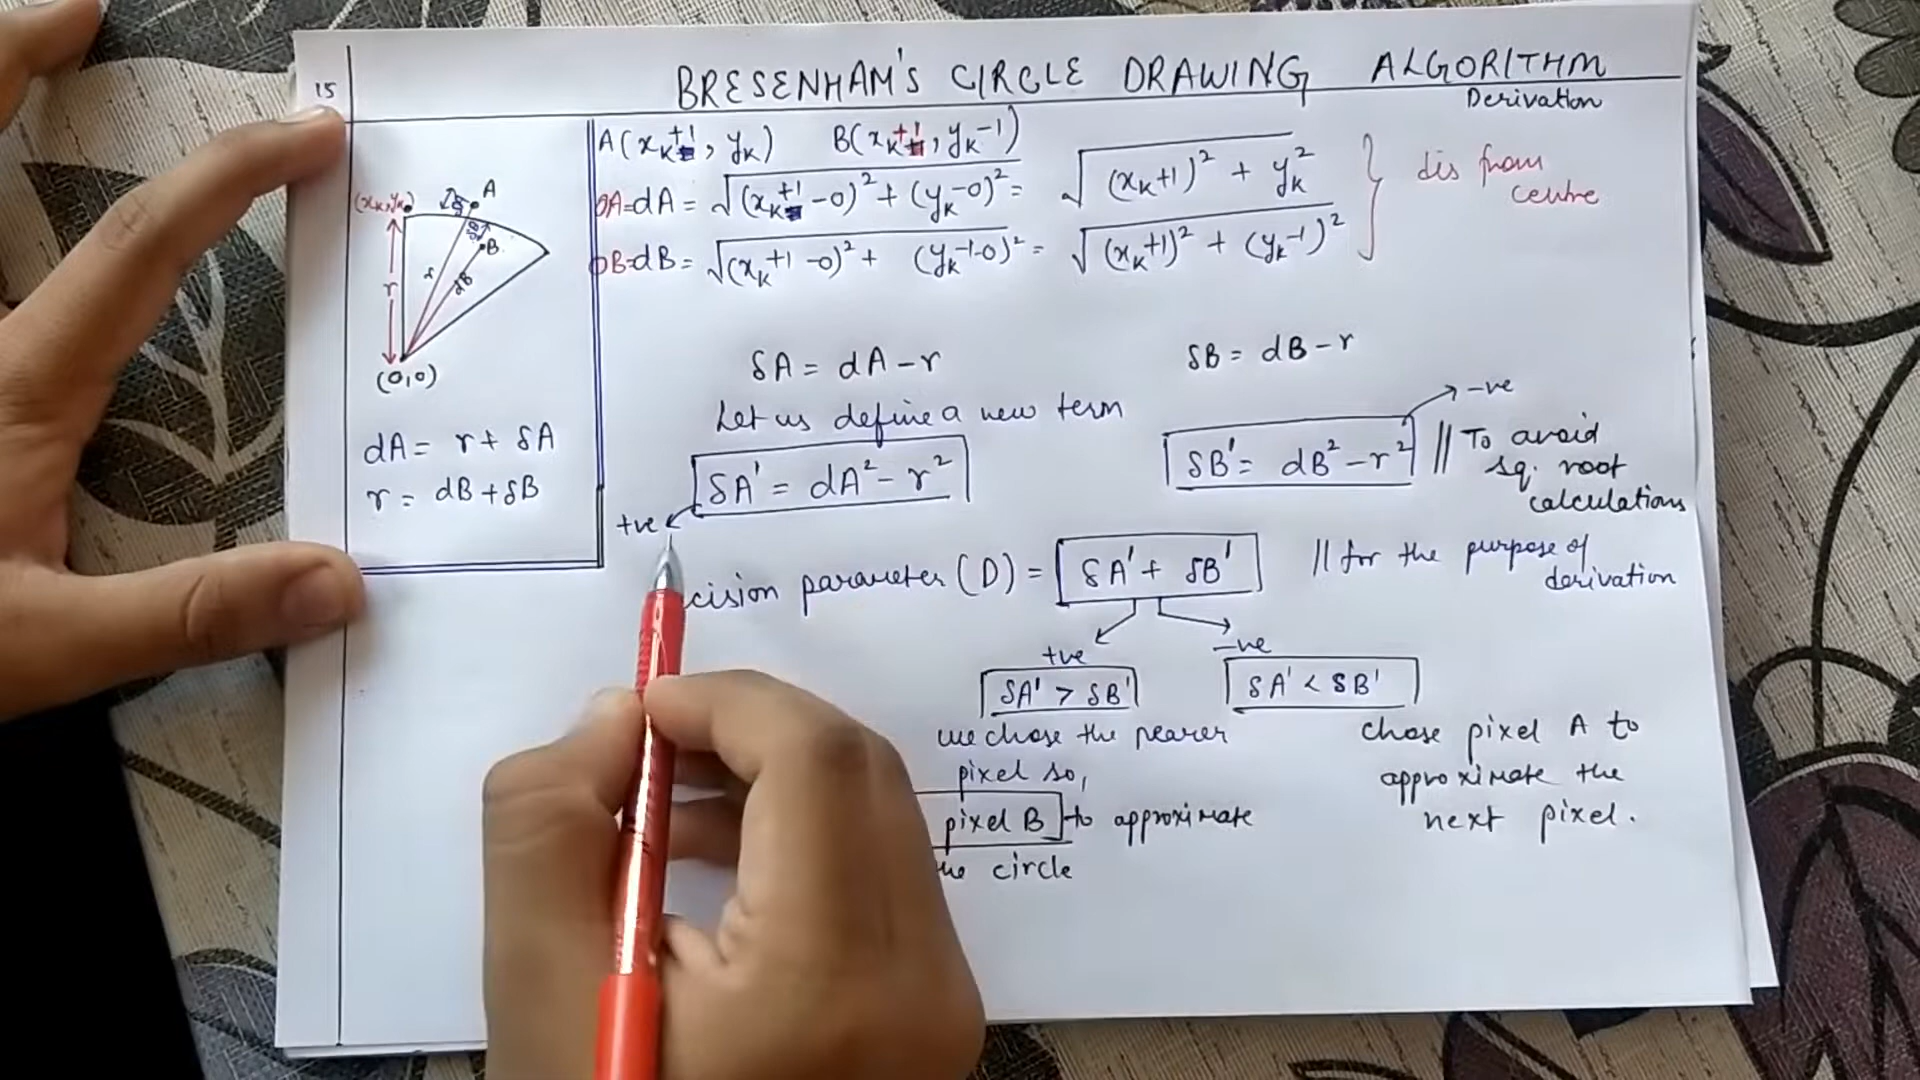 15
BRESENHAM'S CIRCLE DRAWING ALGORITHM
Derivation
A(xₖ+1, yₖ) B(xₖ+1, yₖ-1)
OA=dA = √(xₖ+1 -0)² + (yₖ-0)² = √(xₖ+1)² + yₖ²
OB=dB = √(xₖ+1 -0)² + (yₖ-1-0)² = √(xₖ+1)² + (yₖ-1)²
} dis from
centre
(xₖ,yₖ)
δA
A
δB
B
r
r
dB
(0,0)
dA = r + δA
r = dB + δB
δA = dA - r δB = dB - r
Let us define a new term
-ve
δA' = dA² - r² δB' = dB² - r² // To avoid
sq. root
calculations
+ve
cision parameter (D) = δA' + δB' // for the purpose of
derivation
+ve -ve
δA' > δB' δA' < δB'
we chose the nearer
pixel so,
pixel B to approximate
the circle
chose pixel A to
approximate the
next pixel.